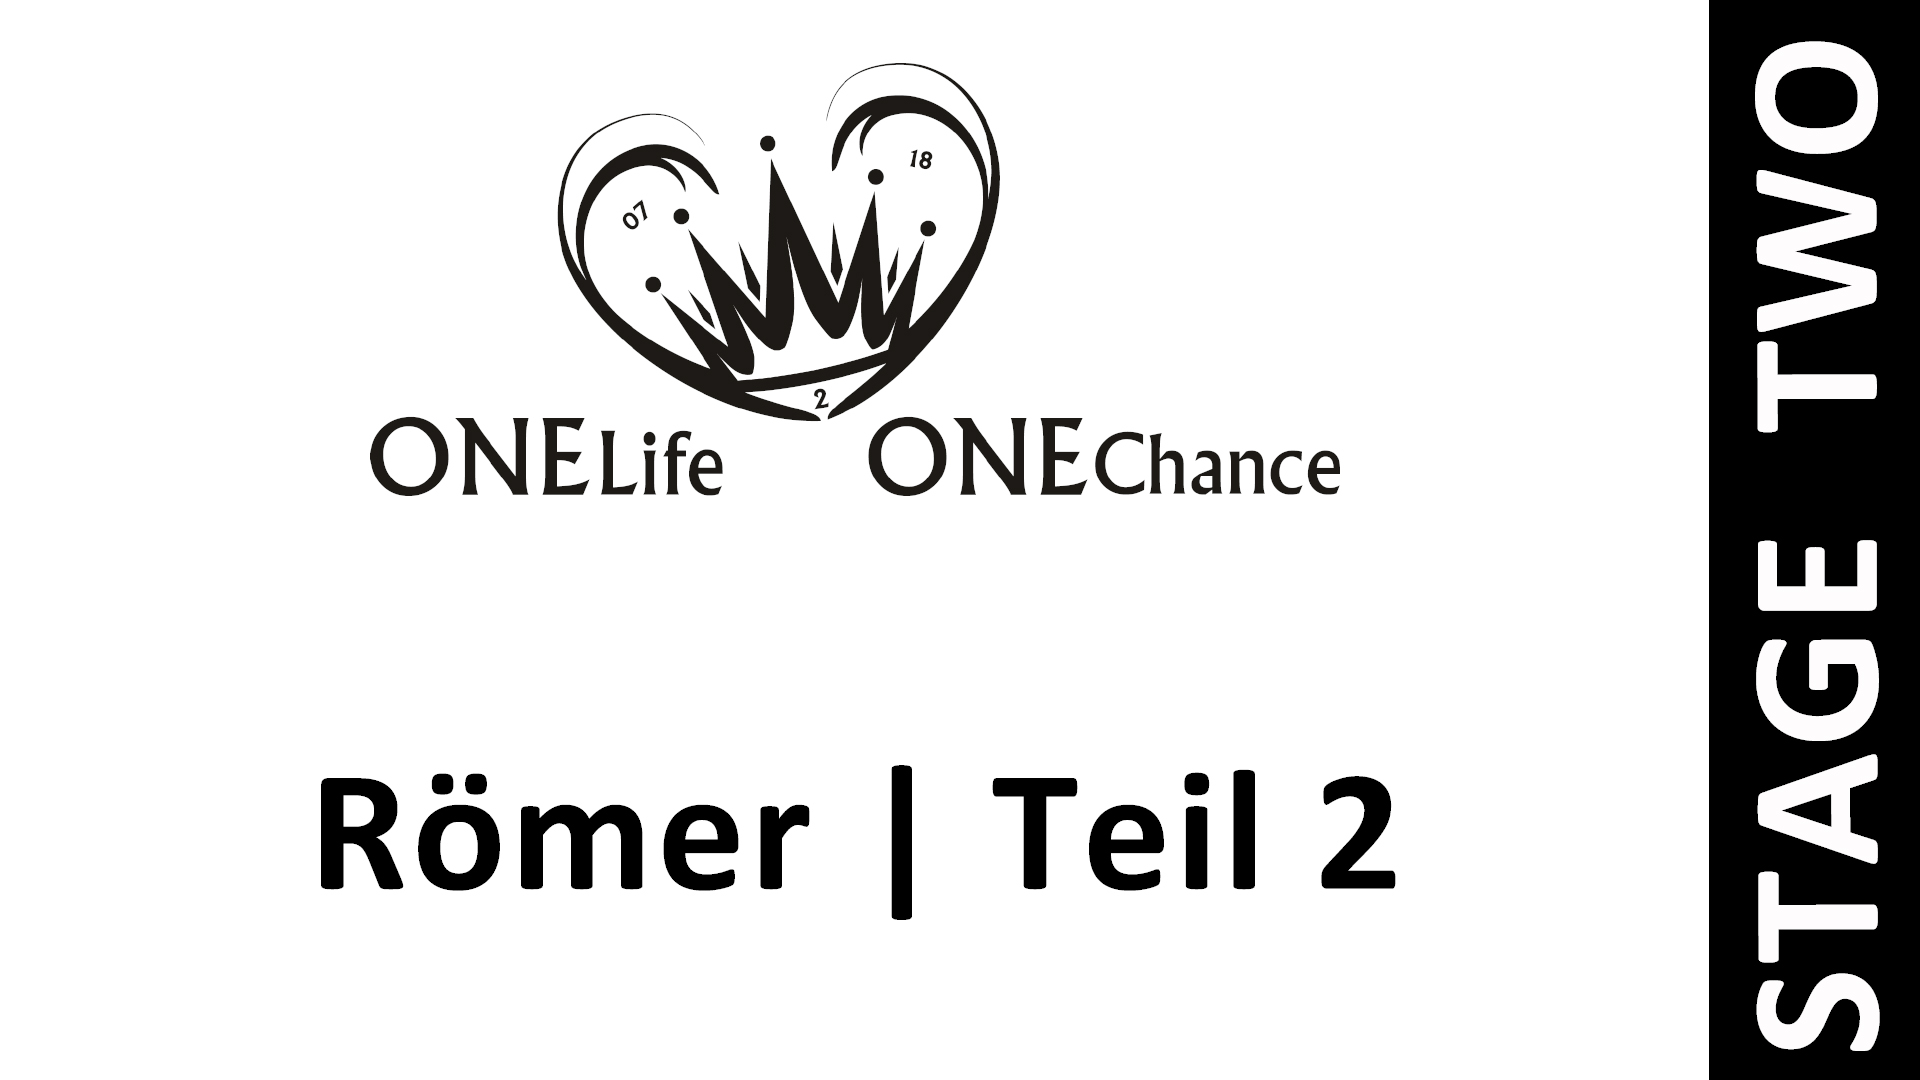 07
18
2
ONELife ONEChance
Römer | Teil 2
STAGE TWO